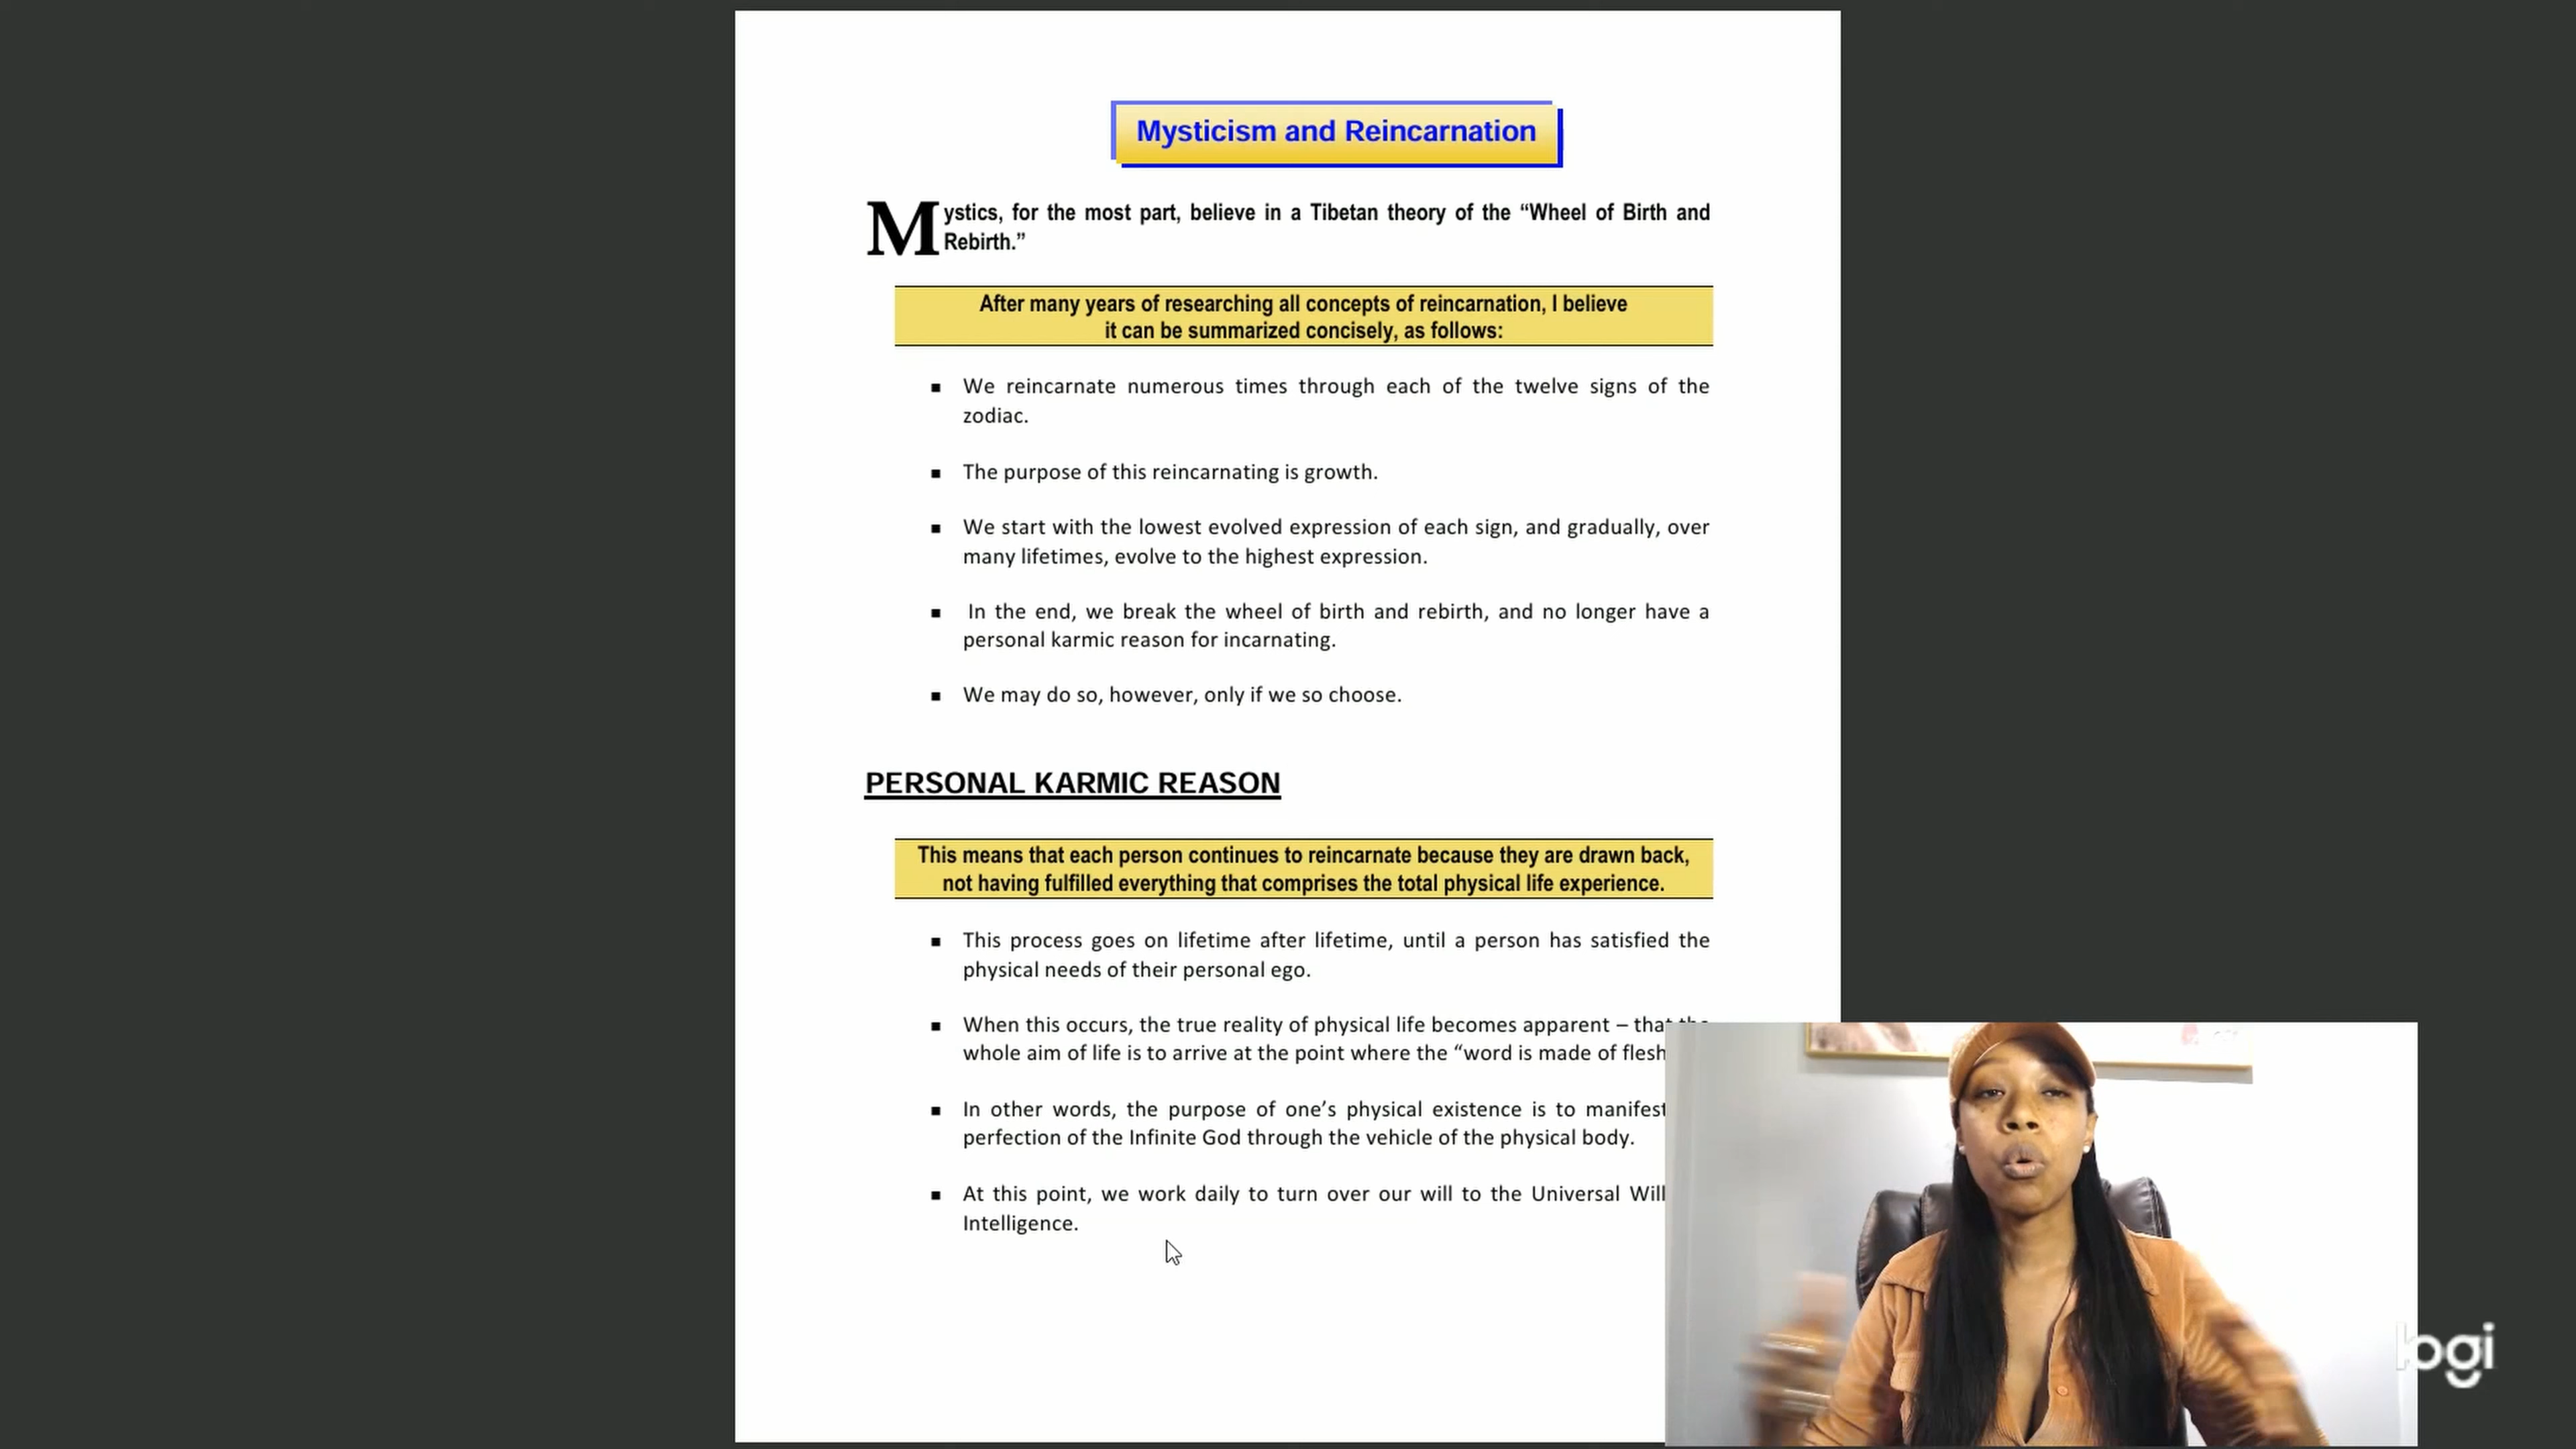 Mysticism and Reincarnation
Mystics, for the most part, believe in a Tibetan theory of the “Wheel of Birth and
Rebirth.”
After many years of researching all concepts of reincarnation, I believe
it can be summarized concisely, as follows:
▪ We reincarnate numerous times through each of the twelve signs of the
zodiac.
▪ The purpose of this reincarnating is growth.
▪ We start with the lowest evolved expression of each sign, and gradually, over
many lifetimes, evolve to the highest expression.
▪ In the end, we break the wheel of birth and rebirth, and no longer have a
personal karmic reason for incarnating.
▪ We may do so, however, only if we so choose.
PERSONAL KARMIC REASON
This means that each person continues to reincarnate because they are drawn back,
not having fulfilled everything that comprises the total physical life experience.
▪ This process goes on lifetime after lifetime, until a person has satisfied the
physical needs of their personal ego.
▪ When this occurs, the true reality of physical life becomes apparent – that the
whole aim of life is to arrive at the point where the “word is made of flesh
▪ In other words, the purpose of one’s physical existence is to manifest
perfection of the Infinite God through the vehicle of the physical body.
▪ At this point, we work daily to turn over our will to the Universal Will
Intelligence.
logi